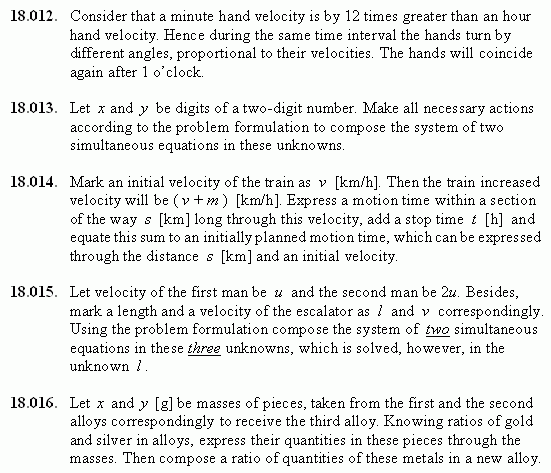 18.012. Consider that a minute hand velocity is by 12 times greater than an hour
hand velocity. Hence during the same time interval the hands turn by
different angles, proportional to their velocities. The hands will coincide
again after 1 o’clock.
18.013. Let x and y be digits of a two-digit number. Make all necessary actions
according to the problem formulation to compose the system of two
simultaneous equations in these unknowns.
18.014. Mark an initial velocity of the train as v [km/h]. Then the train increased
velocity will be ( v + m ) [km/h]. Express a motion time within a section
of the way s [km] long through this velocity, add a stop time t [h] and
equate this sum to an initially planned motion time, which can be expressed
through the distance s [km] and an initial velocity.
18.015. Let velocity of the first man be u and the second man be 2u. Besides,
mark a length and a velocity of the escalator as l and v correspondingly.
Using the problem formulation compose the system of two simultaneous
equations in these three unknowns, which is solved, however, in the
unknown l .
18.016. Let x and y [g] be masses of pieces, taken from the first and the second
alloys correspondingly to receive the third alloy. Knowing ratios of gold
and silver in alloys, express their quantities in these pieces through the
masses. Then compose a ratio of quantities of these metals in a new alloy.